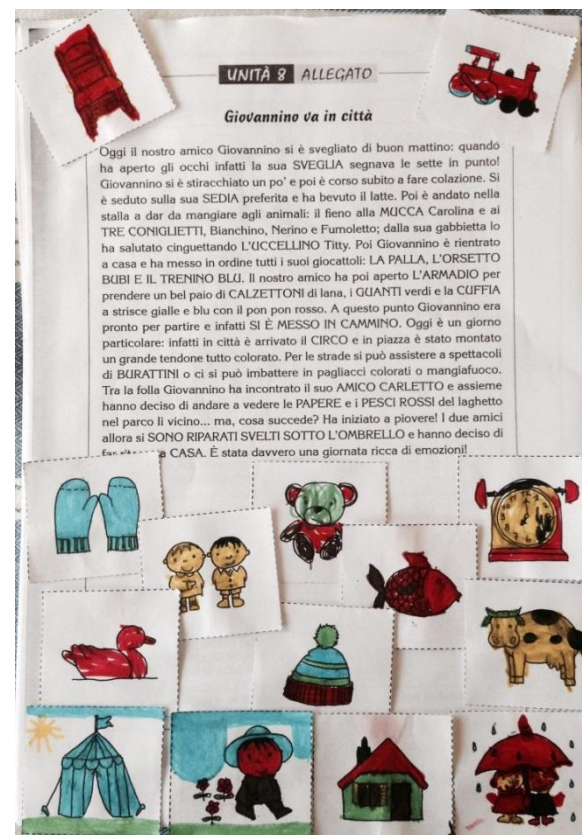 UNITÀ 8 ALLEGATO
Giovannino va in città
Oggi il nostro amico Giovannino si è svegliato di buon mattino: quando
ha aperto gli occhi infatti la sua SVEGLIA segnava le sette in punto!
Giovannino si è stiracchiato un po' e poi è corso subito a fare colazione. Si
è seduto sulla sua SEDIA preferita e ha bevuto il latte. Poi è andato nella
stalla a dar da mangiare agli animali: il fieno alla MUCCA Carolina e ai
TRE CONIGLIETTI, Bianchino, Nerino e Fumoletto; dalla sua gabbietta lo
ha salutato cinguettando L'UCCELLINO Titty. Poi Giovannino è rientrato
a casa e ha messo in ordine tutti i suoi giocattoli: LA PALLA, L'ORSETTO
BUBI E IL TRENINO BLU. Il nostro amico ha poi aperto L'ARMADIO per
prendere un bel paio di CALZETTONI di lana, i GUANTI verdi e la CUFFIA
a strisce gialle e blu con il pon pon rosso. A questo punto Giovannino era
pronto per partire e infatti SI È MESSO IN CAMMINO. Oggi è un giorno
particolare: infatti in città è arrivato il CIRCO e in piazza è stato montato
un grande tendone tutto colorato. Per le strade si può assistere a spettacoli
di BURATTINI o ci si può imbattere in pagliacci colorati o mangiafuoco.
Tra la folla Giovannino ha incontrato il suo AMICO CARLETTO e assieme
hanno deciso di andare a vedere le PAPERE e i PESCI ROSSI del laghetto
nel parco lì vicino... ma, cosa succede? Ha iniziato a piovere! I due amici
allora si SONO RIPARATI SVELTI SOTTO L'OMBRELLO e hanno deciso di
a CASA. È stata davvero una giornata ricca di emozioni!